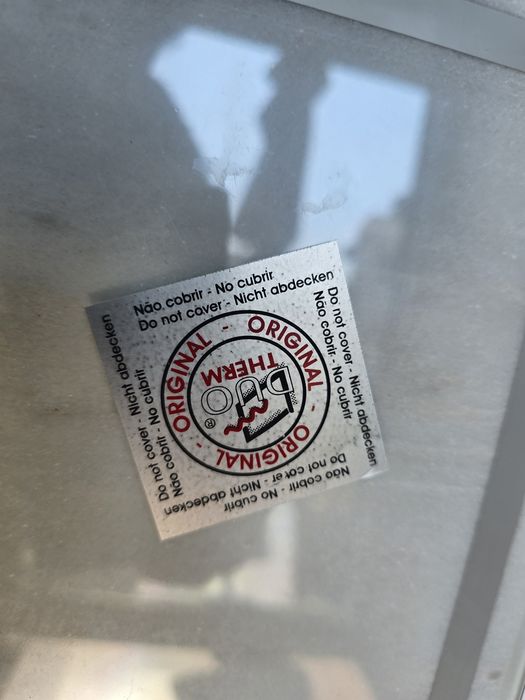 Não cobrir - No cubrir
Do not cover - Nicht abdecken
Do not cover - Nicht abdecken
Não cobrir - No cubrir
Não cobrir - No cubrir
Do not cover - Nicht abdecken
Do not cover - Nicht abdecken
Não cobrir - No cubrir
ORIGINAL - ORIGINAL - ORIGINAL -
DUO®
THERM